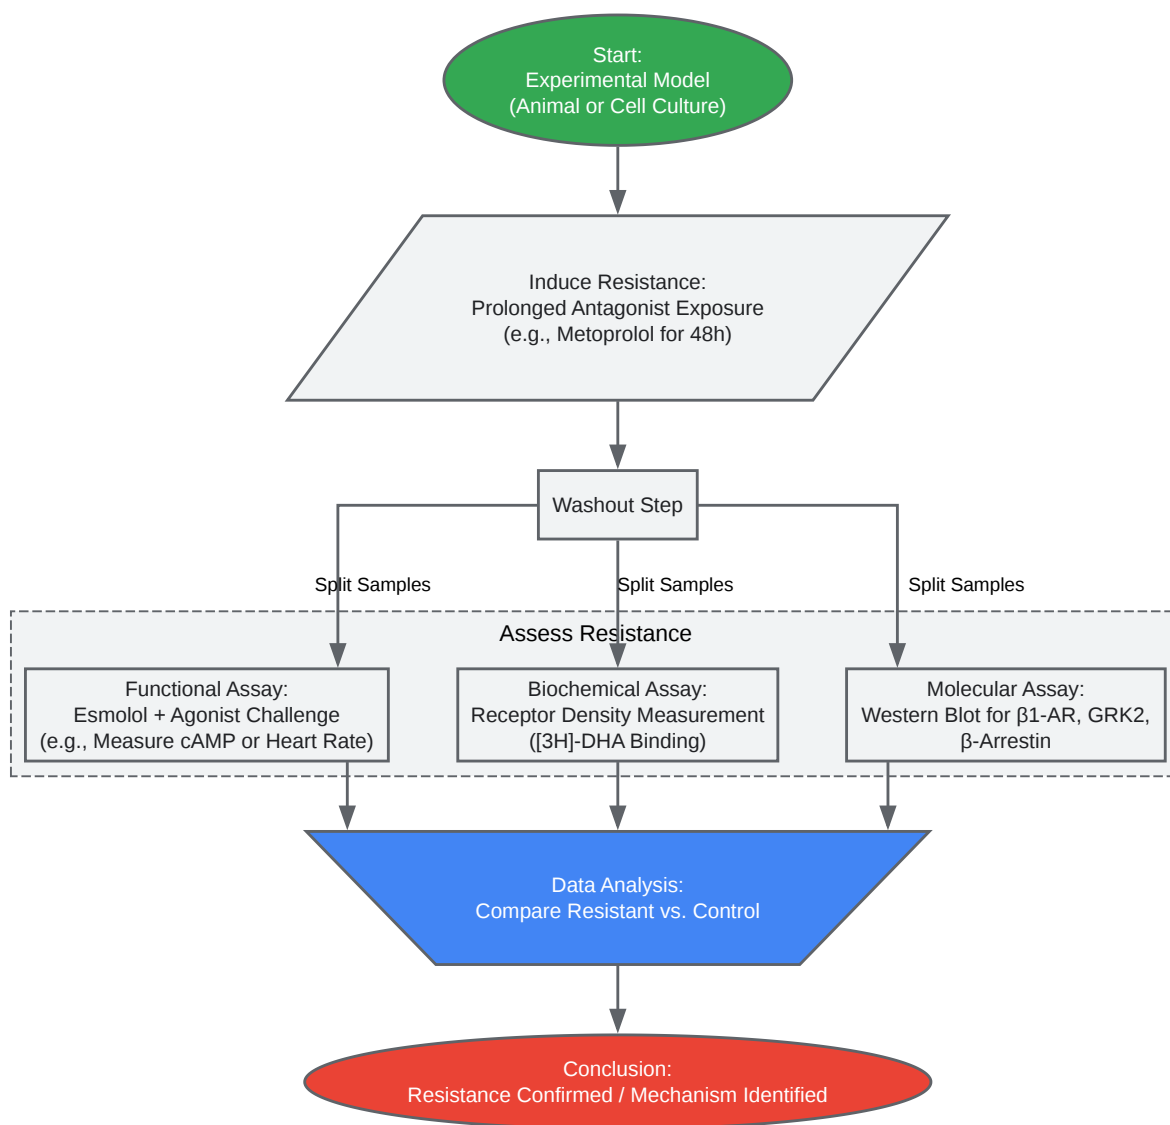 Start:
Experimental Model
(Animal or Cell Culture)
Induce Resistance:
Prolonged Antagonist Exposure
(e.g., Metoprolol for 48h)
Washout Step
Split Samples
Split Samples
Split Samples
Assess Resistance
Functional Assay:
Esmolol + Agonist Challenge
(e.g., Measure cAMP or Heart Rate)
Biochemical Assay:
Receptor Density Measurement
([3H]-DHA Binding)
Molecular Assay:
Western Blot for β1-AR, GRK2,
β-Arrestin
Data Analysis:
Compare Resistant vs. Control
Conclusion:
Resistance Confirmed / Mechanism Identified